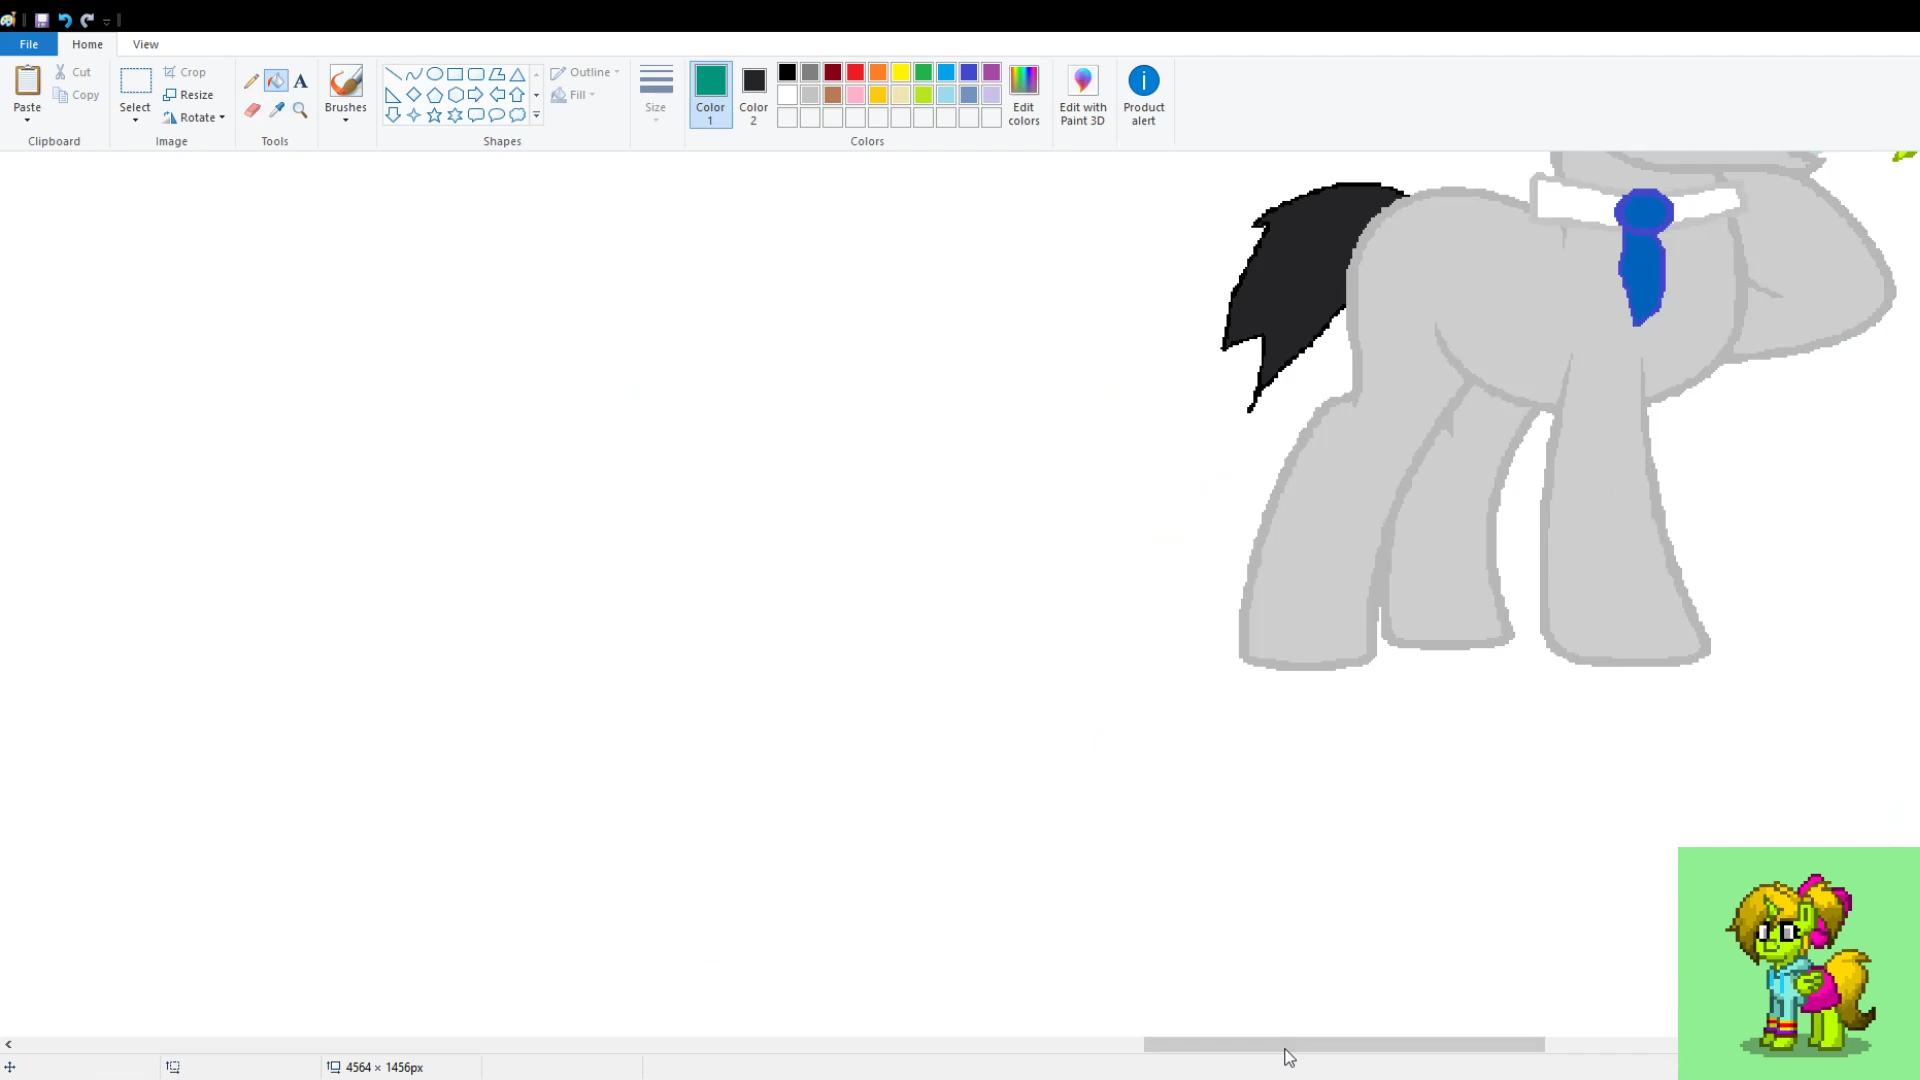 File Home View
Cut
Copy
Paste
Clipboard
Select
Crop
Resize
Rotate
Image
A
Tools
Brushes
Shapes
Outline
Fill
Size
Color
1
Color
2
Edit
colors
Colors
Edit with
Paint 3D
Product
alert
4564 × 1456px